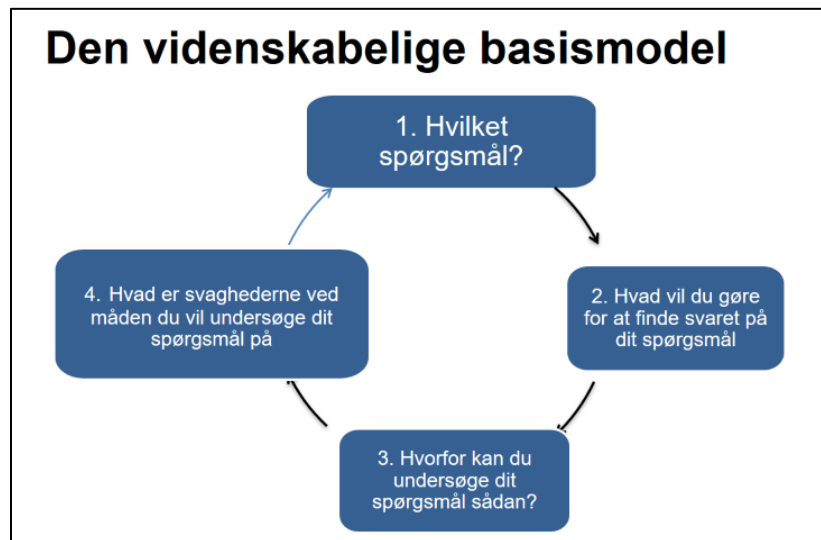 Den videnskabelige basismodel
1. Hvilket
spørgsmål?
2. Hvad vil du gøre
for at finde svaret på
dit spørgsmål
3. Hvorfor kan du
undersøge dit
spørgsmål sådan?
4. Hvad er svaghederne ved
måden du vil undersøge dit
spørgsmål på